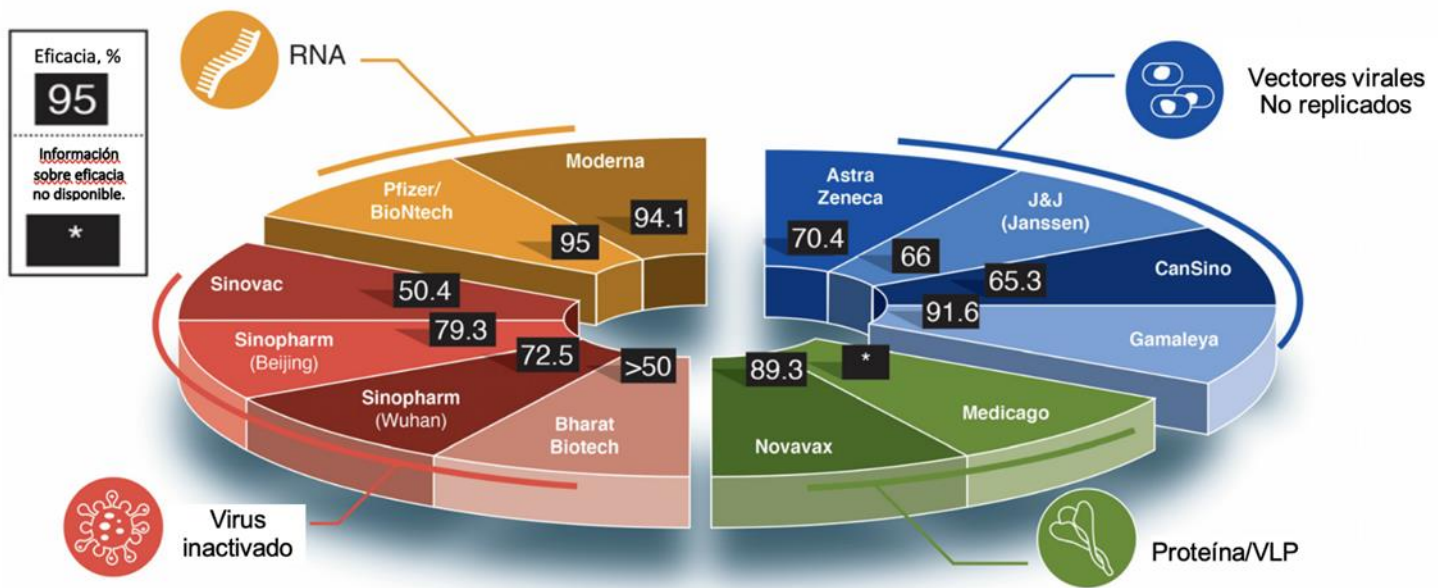 Eficacia, %
95
Información
sobre eficacia
no disponible.
*
RNA
Vectores virales
No replicados
Moderna
94.1
Pfizer/
BioNtech
95
Astra
Zeneca
70.4
J&J
(Janssen)
66
CanSino
65.3
Gamaleya
91.6
Sinovac
50.4
Sinopharm
(Beijing)
79.3
Sinopharm
(Wuhan)
72.5
Bharat
Biotech
>50
Novavax
89.3
Medicago
*
Virus
inactivado
Proteína/VLP